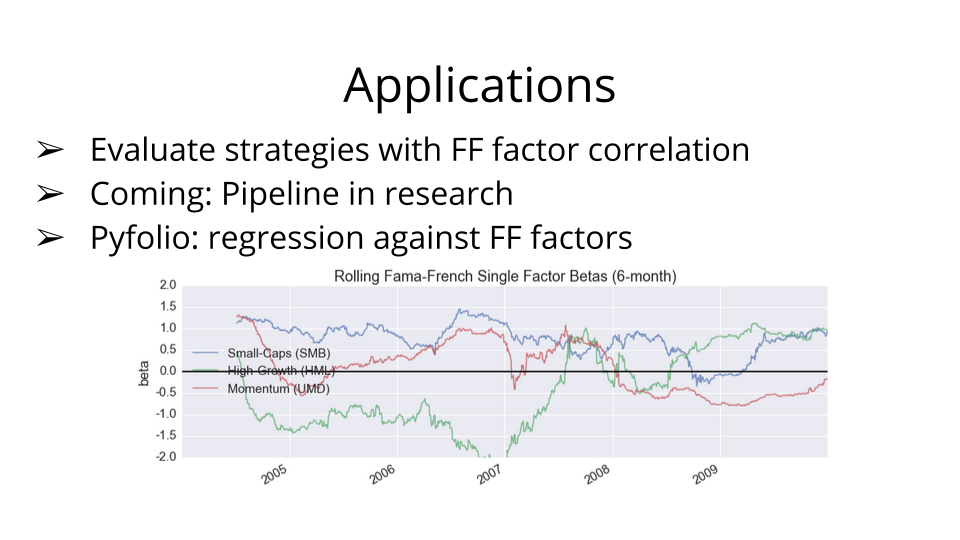 Applications
➢ Evaluate strategies with FF factor correlation
➢ Coming: Pipeline in research
➢ Pyfolio: regression against FF factors
Rolling Fama-French Single Factor Betas (6-month)
2.0
1.5
1.0
0.5
0.0
-0.5
-1.0
-1.5
-2.0
beta
Small-Caps (SMB)
High-Growth (HML)
Momentum (UMD)
2005
2006
2007
2008
2009